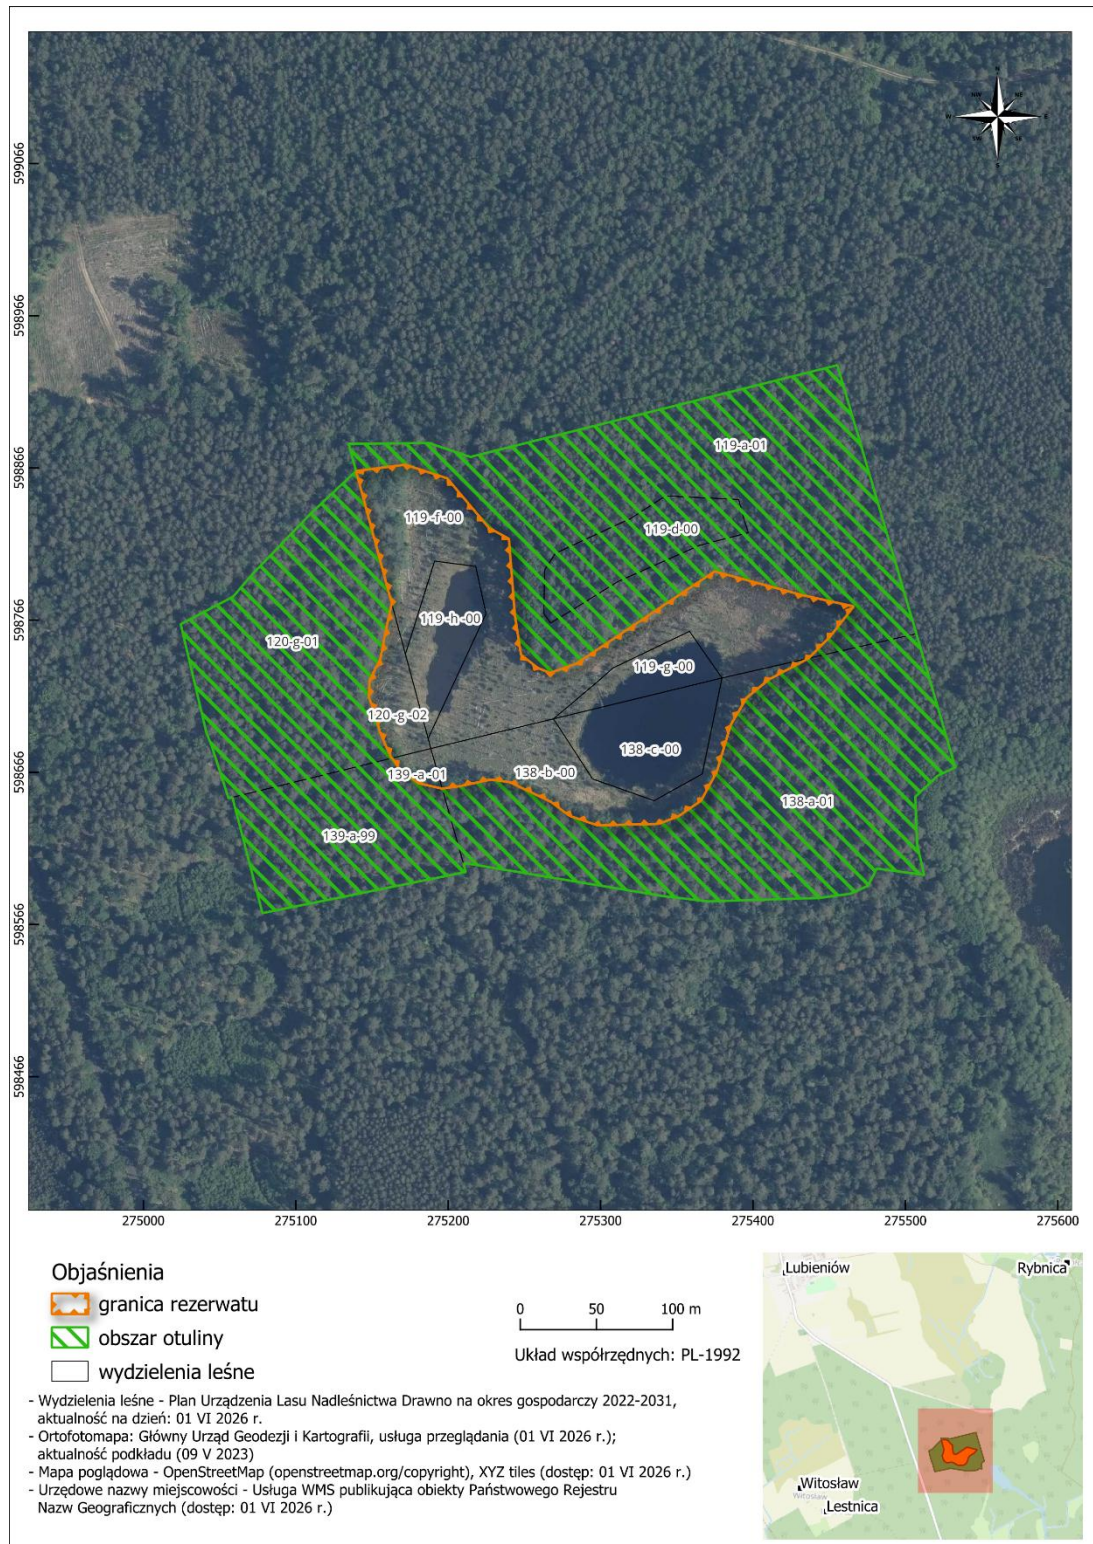 N
NW
NE
W
E
SW
SE
S
599066
598966
598866
598766
598666
598566
598466
119-a-01
119 -f -00
119-d-00
119 -h -00
120-g-01
119 -g -00
120 -g -02
138 -c -00
139 -a -01
138 -b -00
138-a-01
139-a-99
275000
275100
275200
275300
275400
275500
275600
Objaśnienia
granica rezerwatu
obszar otuliny
wydzielenia leśne
0 50 100 m
Układ współrzędnych: PL-1992
- Wydzielenia leśne - Plan Urządzenia Lasu Nadleśnictwa Drawno na okres gospodarczy 2022-2031,
aktualność na dzień: 01 VI 2026 r.
- Ortofotomapa: Główny Urząd Geodezji i Kartografii, usługa przeglądania (01 VI 2026 r.);
aktualność podkładu (09 V 2023)
- Mapa poglądowa - OpenStreetMap (openstreetmap.org/copyright), XYZ tiles (dostęp: 01 VI 2026 r.)
- Urzędowe nazwy miejscowości - Usługa WMS publikująca obiekty Państwowego Rejestru
Nazw Geograficznych (dostęp: 01 VI 2026 r.)
Lubieniów
Rybnica
Witosław
Witosław
Lestnica